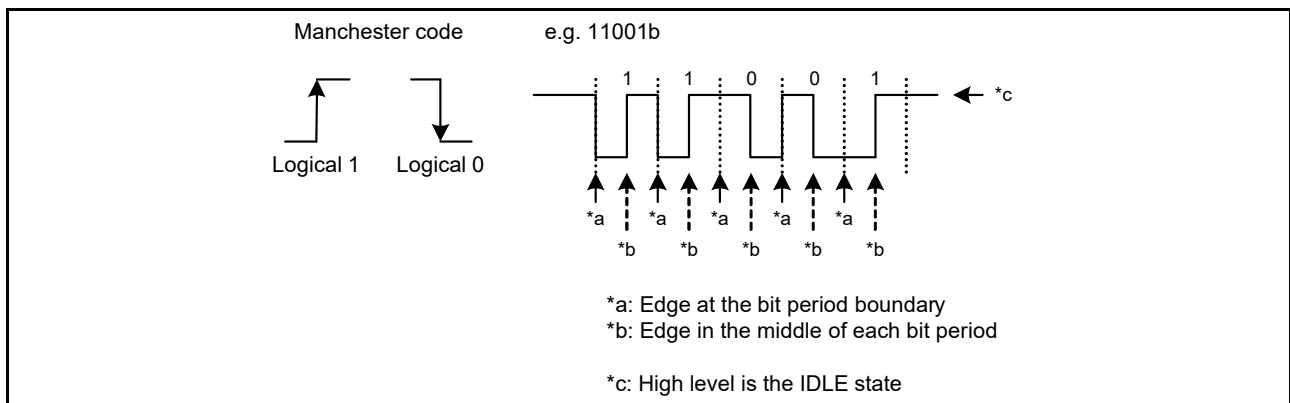 Manchester code e.g. 11001b
1 1 0 0 1
*c
Logical 1 Logical 0
*a *a *a *a *a
*b *b *b *b *b
*a: Edge at the bit period boundary
*b: Edge in the middle of each bit period
*c: High level is the IDLE state